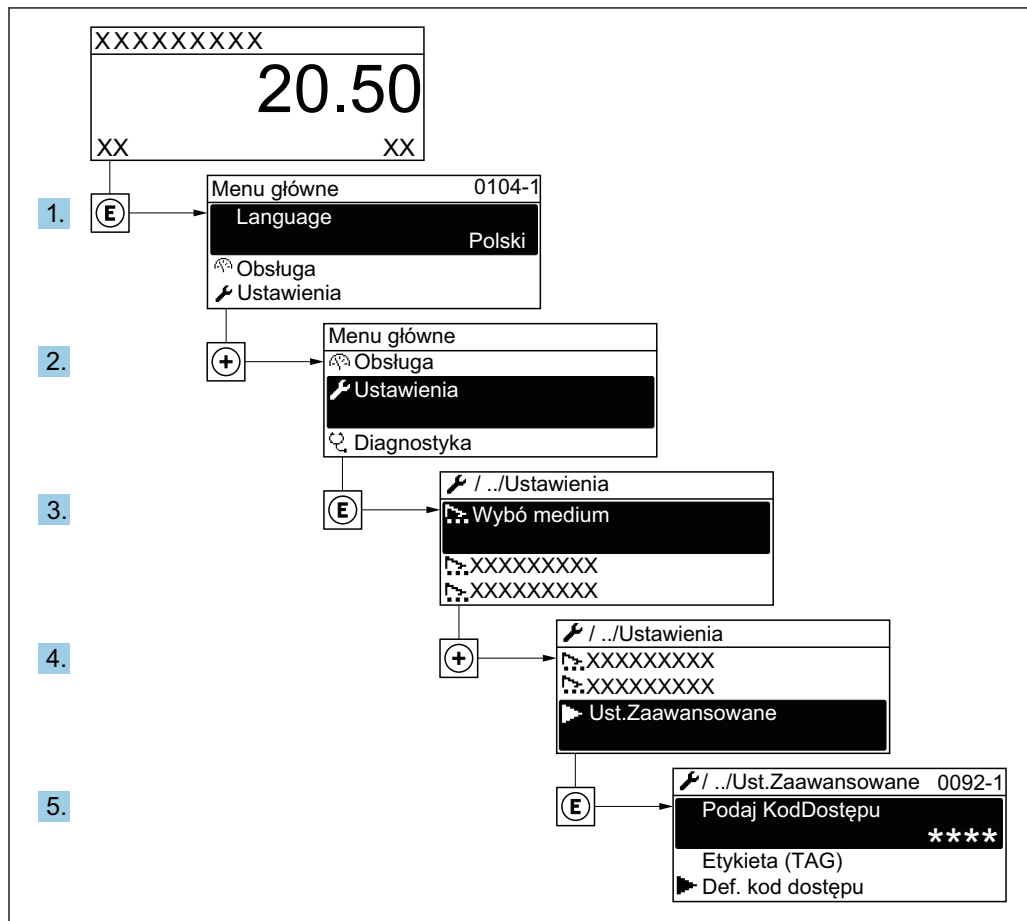 XXXXXXXXX
20.50
XX XX
1. E
Menu główne 0104-1
Language
Polski
Obsługa
Ustawienia
2. +
Menu główne
Obsługa
Ustawienia
Diagnostyka
3. E
/ ../Ustawienia
Wybó medium
XXXXXXXXX
XXXXXXXXX
4. +
/ ../Ustawienia
XXXXXXXXX
XXXXXXXXX
Ust.Zaawansowane
5. E
/ ../Ust.Zaawansowane 0092-1
Podaj KodDostępu
****
Etykieta (TAG)
Def. kod dostępu